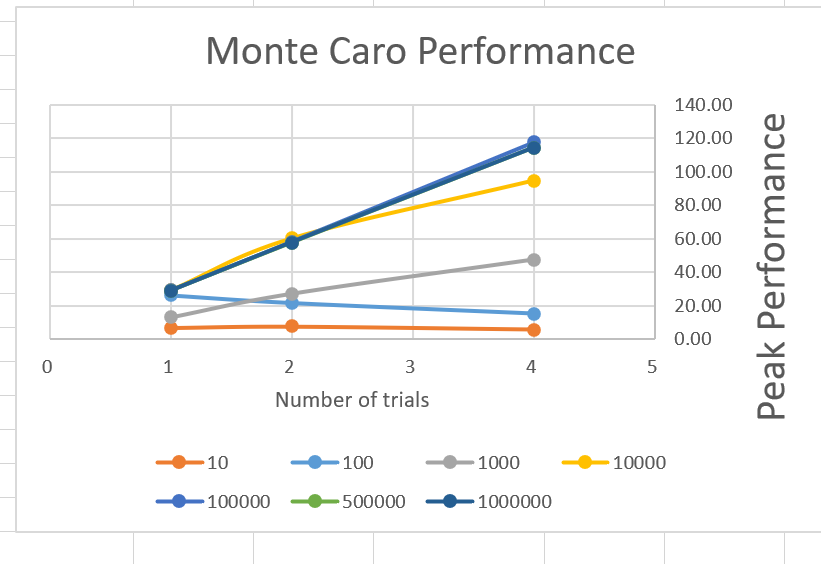 Monte Caro Performance
140.00
120.00
100.00
80.00
60.00
40.00
20.00
0.00
Peak Performance
0 1 2 3 4 5
Number of trials
10 100 1000 10000
100000 500000 1000000